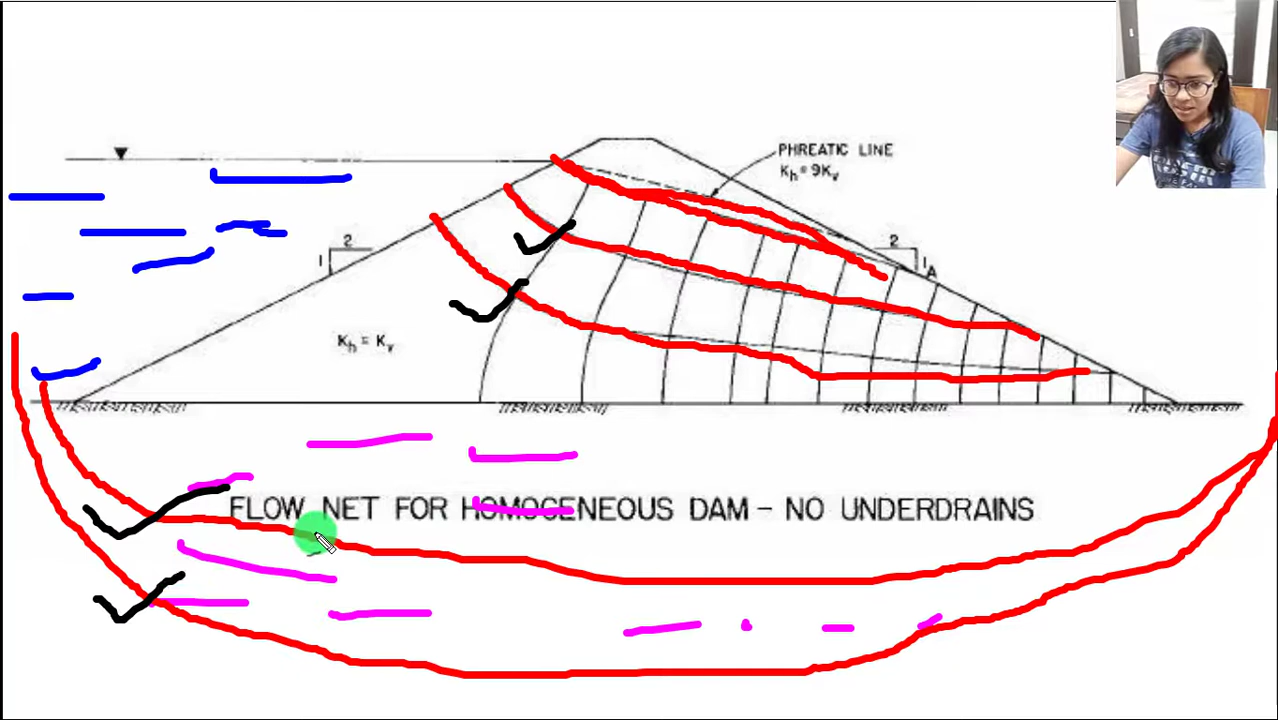 PHREATIC LINE
Kh = 9Kv
2
1
2
1
A
Kh = Kv
FLOW NET FOR HOMOGENEOUS DAM - NO UNDERDRAINS